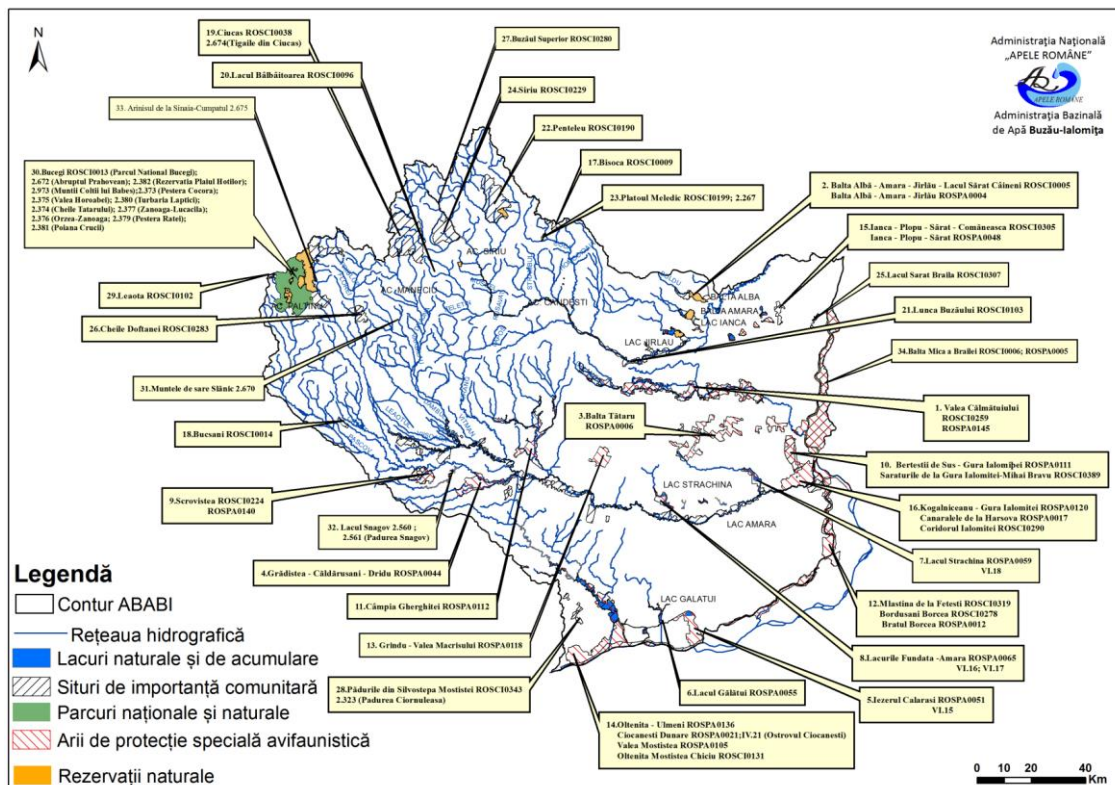 N
19.Ciucas ROSCI0038
2.674(Tigaile din Ciucas)
20.Lacul Bâlbâitoarea ROSCI0096
33. Arinisul de la Sinaia-Cumpatul 2.675
30.Bucegi ROSCI0013 (Parcul National Bucegi);
2.672 (Abruptul Prahovean); 2.382 (Rezervatia Plaiul Hotilor);
2.973 (Muntii Coltii lui Babes);2.373 (Pestera Cocora);
2.375 (Valea Horoabei); 2.380 (Turbaria Laptici);
2.374 (Cheile Tatarului); 2.377 (Zanoaga-Lucacila);
2.376 (Orzea-Zanoaga; 2.379 (Pestera Ratei);
2.381 (Poiana Crucii)
29.Leaota ROSCI0102
26.Cheile Doftanei ROSCI0283
31.Muntele de sare Slănic 2.670
18.Bucsani ROSCI0014
9.Scrovistea ROSCI0224
ROSPA0140
32. Lacul Snagov 2.560 ;
2.561 (Padurea Snagov)
4.Grădistea - Căldărusani - Dridu ROSPA0044
11.Câmpia Gherghitei ROSPA0112
13. Grindu - Valea Macrisului ROSPA0118
28.Pădurile din Silvostepa Mostistei ROSCI0343
2.323 (Padurea Ciornuleasa)
27.Buzăul Superior ROSCI0280
24.Siriu ROSCI0229
22.Penteleu ROSCI0190
17.Bisoca ROSCI0009
23.Platoul Meledic ROSCI0199; 2.267
Administrația Națională
„APELE ROMÂNE"
APELE ROMÂNE
Administrația Bazinală
de Apă Buzău-Ialomița
2. Balta Albă - Amara - Jirlău - Lacul Sărat Câineni ROSCI0005
Balta Albă - Amara - Jirlău ROSPA0004
15.Ianca - Plopu - Sărat - Comăneasca ROSCI0305
Ianca - Plopu - Sărat ROSPA0048
25.Lacul Sarat Braila ROSCI0307
21.Lunca Buzăului ROSCI0103
34.Balta Mica a Brailei ROSCI0006; ROSPA0005
1. Valea Călmătuiului
ROSCI0259
ROSPA0145
3.Balta Tătaru
ROSPA0006
10. Bertestii de Sus - Gura Ialomiþei ROSPA0111
Saraturile de la Gura Ialomitei-Mihai Bravu ROSCI0389
16.Kogalniceanu - Gura Ialomitei ROSPA0120
Canaralele de la Harsova ROSPA0017
Coridorul Ialomitei ROSCI0290
7.Lacul Strachina ROSPA0059
VI.18
12.Mlastina de la Fetesti ROSCI0319
Bordusani Borcea ROSCI0278
Bratul Borcea ROSPA0012
8.Lacurile Fundata -Amara ROSPA0065
VI.16; VI.17
5.Iezerul Calarasi ROSPA0051
VI.15
6.Lacul Gălătui ROSPA0055
14.Oltenita - Ulmeni ROSPA0136
Ciocanesti Dunare ROSPA0021;IV.21 (Ostrovul Ciocanesti)
Valea Mostistea ROSPA0105
Oltenita Mostistea Chiciu ROSCI0131
AC. SIRIU
AC. MANECIU
AC. CANDESTI
BALTA ALBA
BALTA AMARA
LAC IANCA
LAC JIRLAU
LAC STRACHINA
LAC AMARA
LAC GALATUI
Legendă
Contur ABABI
Rețeaua hidrografică
Lacuri naturale și de acumulare
Situri de importanță comunitară
Parcuri naționale și naturale
Arii de protecție specială avifaunistică
Rezervații naturale
0 10 20 40
Km